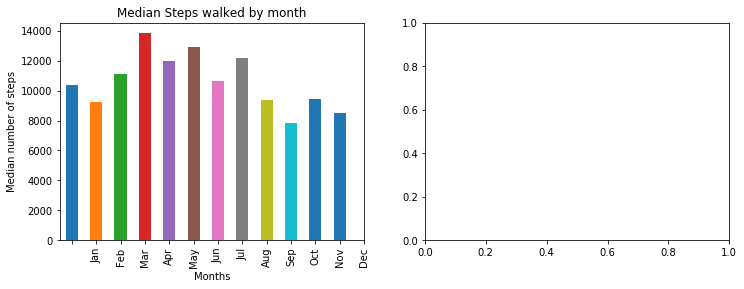 Median Steps walked by month
Median number of steps
14000
12000
10000
8000
6000
4000
2000
0
Jan
Feb
Mar
Apr
May
Jun
Jul
Aug
Sep
Oct
Nov
Dec
Months
1.0
0.8
0.6
0.4
0.2
0.0
0.0 0.2 0.4 0.6 0.8 1.0